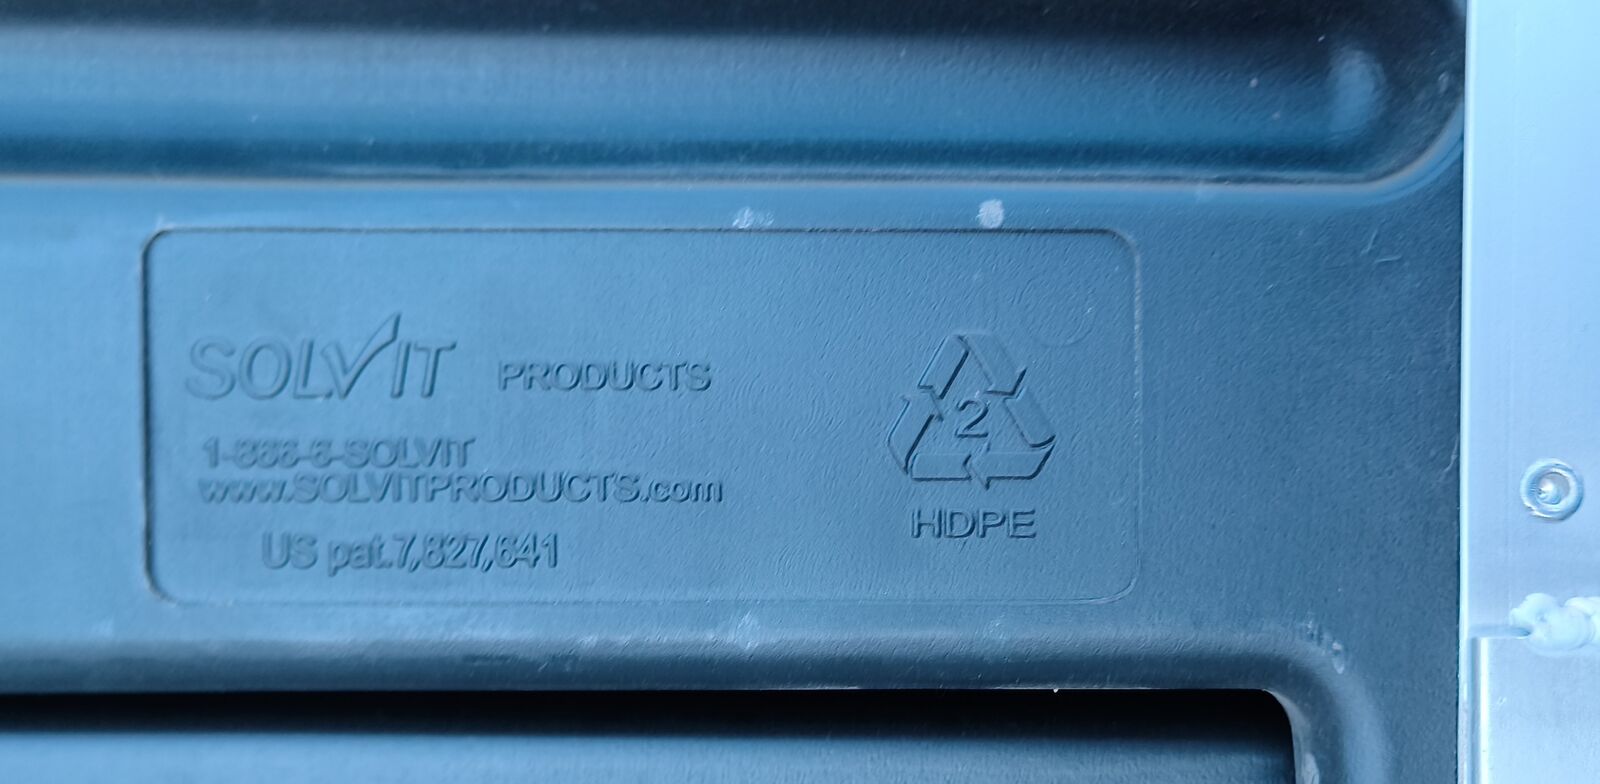 SOLVIT PRODUCTS
1-866-6-SOLVIT
www.SOLVITPRODUCTS.com
US pat.7,827,641
2
HDPE